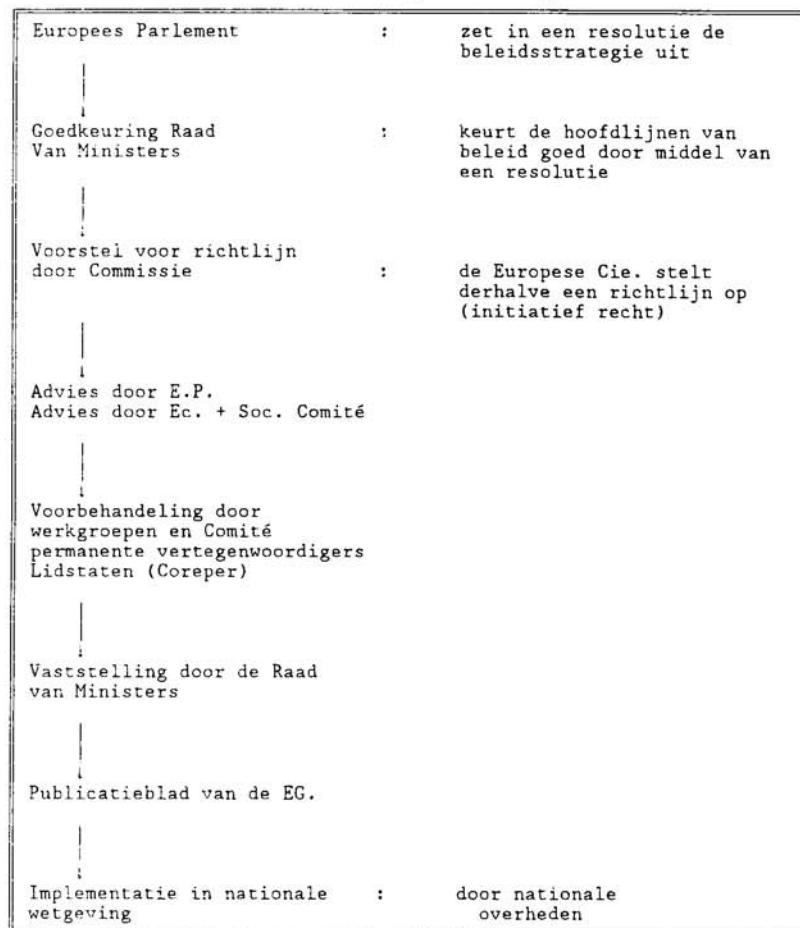 Europees Parlement : zet in een resolutie de
beleidsstrategie uit
Goedkeuring Raad : keurt de hoofdlijnen van
Van Ministers beleid goed door middel van
een resolutie
Voorstel voor richtlijn
door Commissie : de Europese Cie. stelt
derhalve een richtlijn op
(initiatief recht)
Advies door E.P.
Advies door Ec. + Soc. Comité
Voorbehandeling door
werkgroepen en Comité
permanente vertegenwoordigers
Lidstaten (Coreper)
Vaststelling door de Raad
van Ministers
Publicatieblad van de EG.
Implementatie in nationale : door nationale
wetgeving overheden